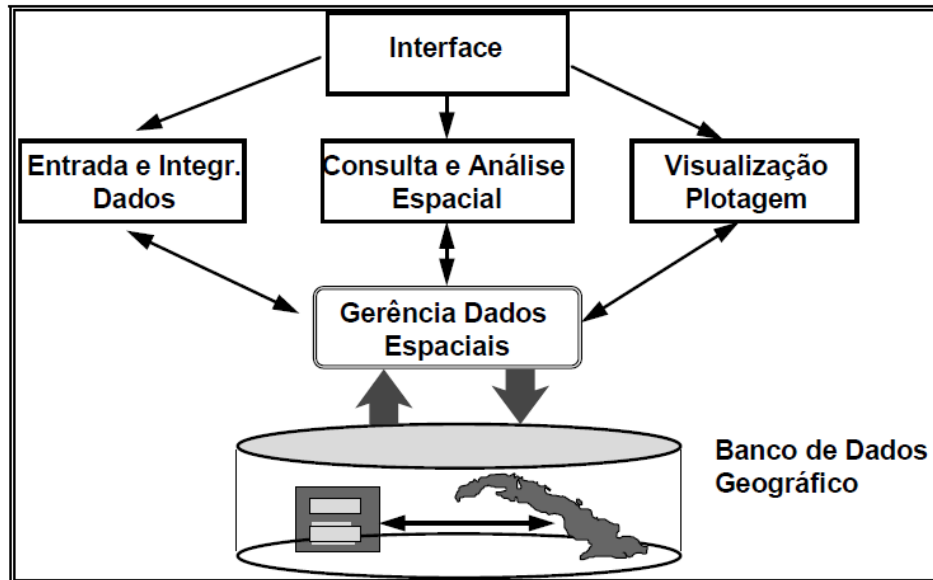 Interface
Entrada e Integr.
Dados
Consulta e Análise
Espacial
Visualização
Plotagem
Gerência Dados
Espaciais
Banco de Dados
Geográfico